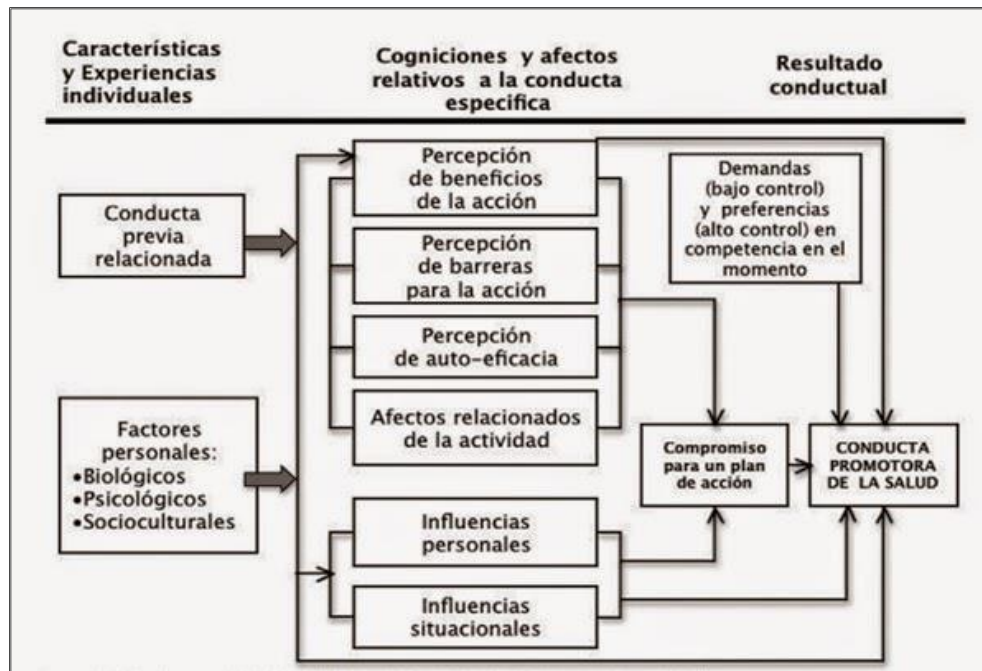 Características
y Experiencias
individuales
Cogniciones y afectos
relativos a la conducta
especifica
Resultado
conductual
Conducta
previa
relacionada
Factores
personales:
•Biológicos
•Psicológicos
•Socioculturales
Percepción
de beneficios
de la acción
Percepción
de barreras
para la acción
Percepción
de auto-eficacia
Afectos relacionados
de la actividad
Influencias
personales
Influencias
situacionales
Demandas
(bajo control)
y preferencias
(alto control) en
competencia en el
momento
Compromiso
para un plan
de acción
CONDUCTA
PROMOTORA
DE LA SALUD